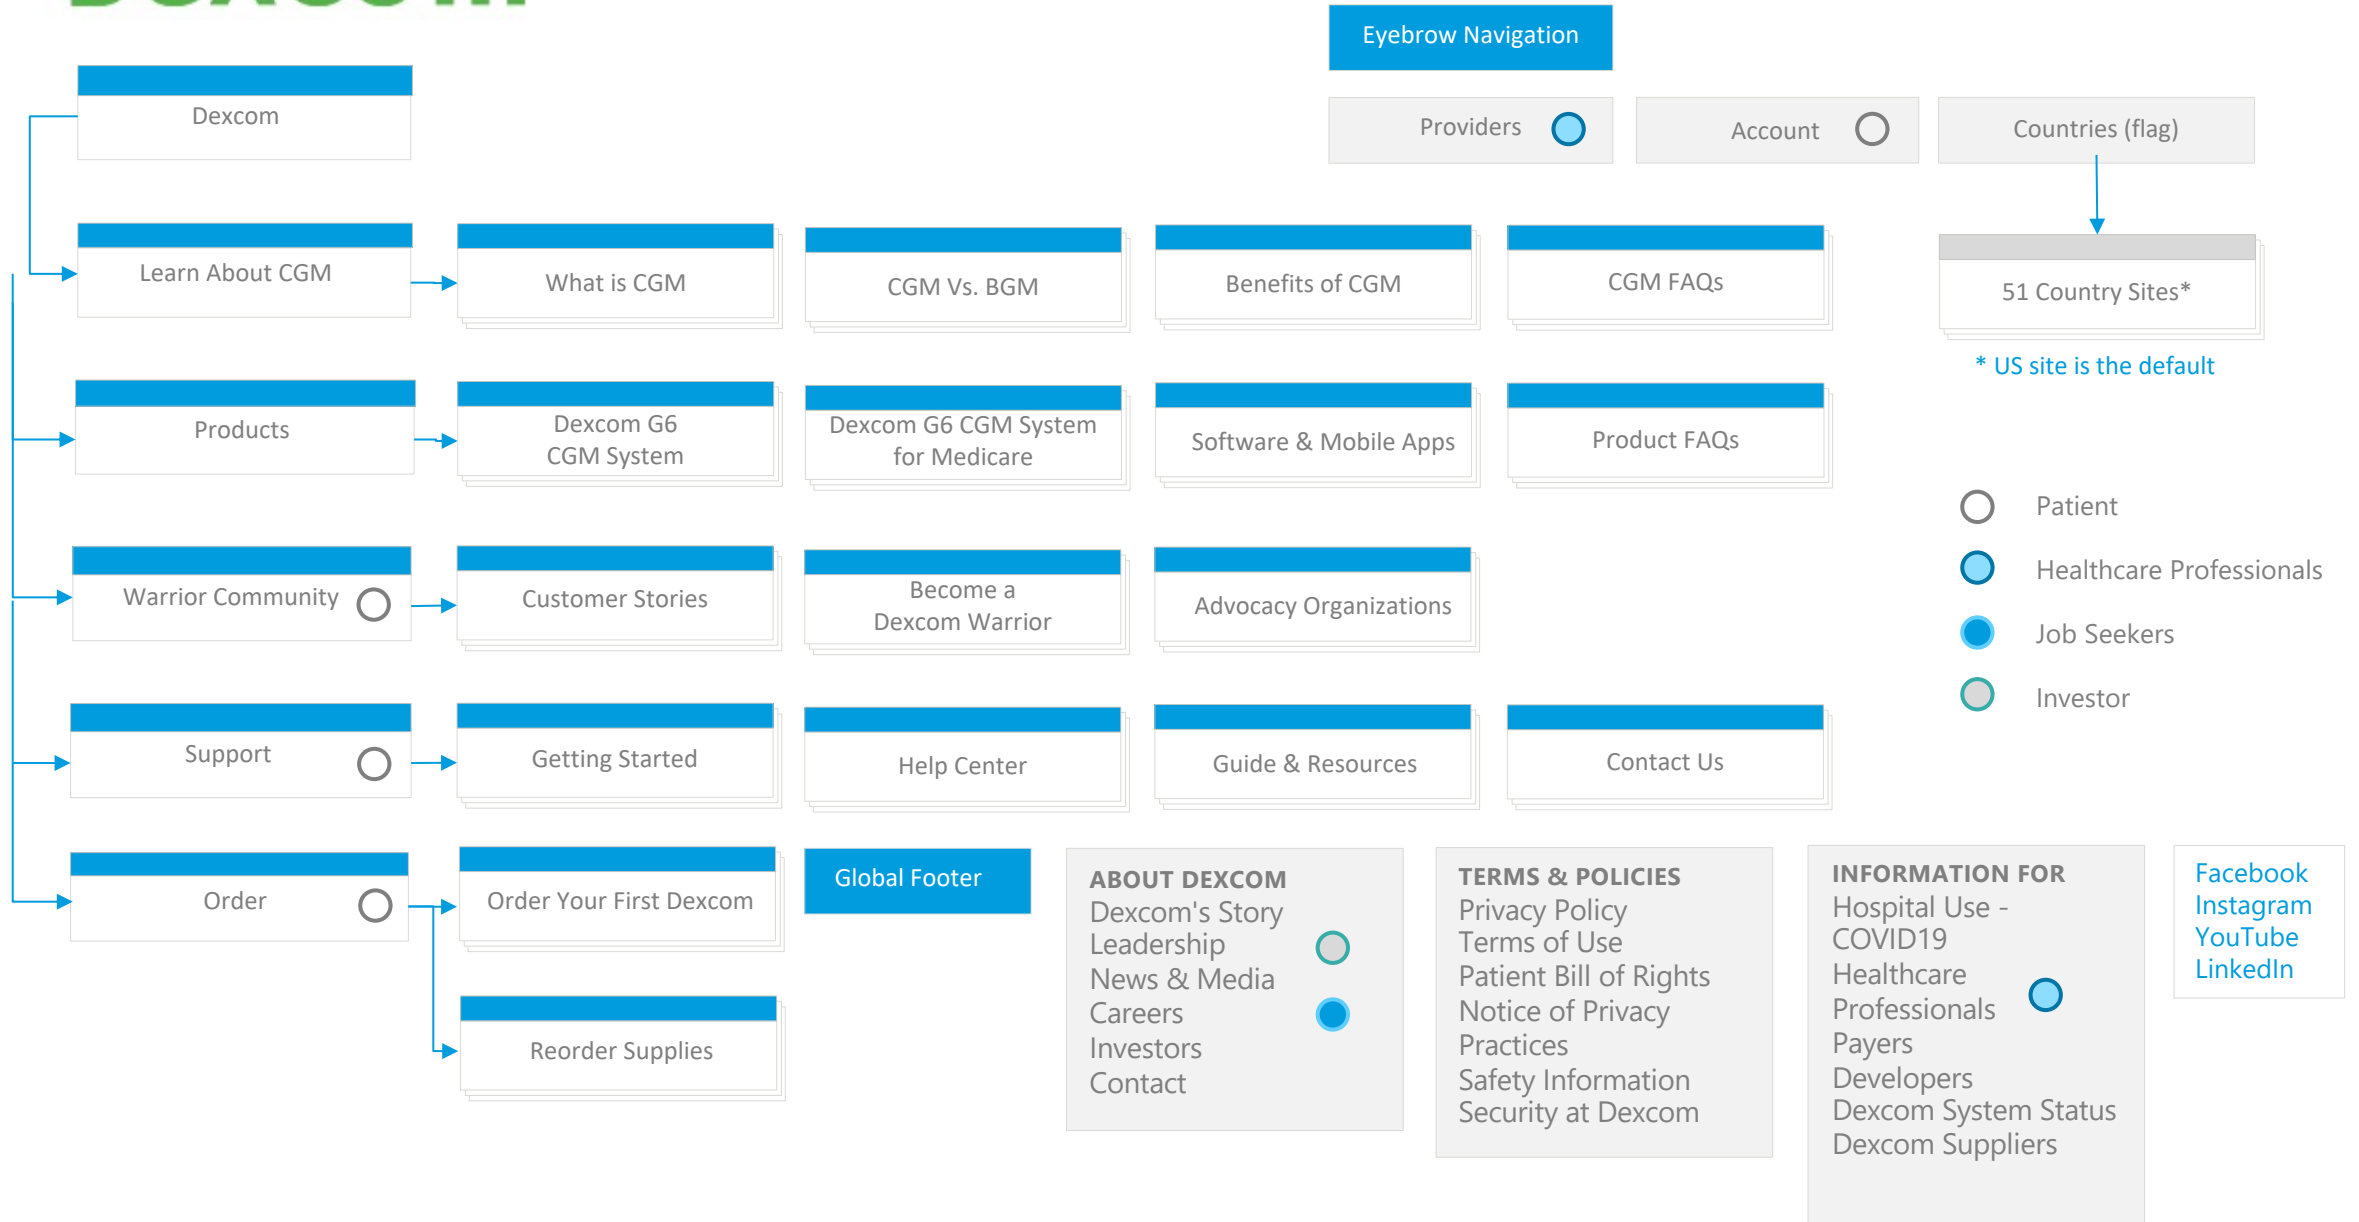 Dexcom
Eyebrow Navigation
Dexcom
Providers
Account
Countries (flag)
Learn About CGM
What is CGM
CGM Vs. BGM
Benefits of CGM
CGM FAQs
51 Country Sites*
* US site is the default
Products
Dexcom G6
CGM System
Dexcom G6 CGM System
for Medicare
Software & Mobile Apps
Product FAQs
Patient
Healthcare Professionals
Job Seekers
Investor
Warrior Community
Customer Stories
Become a
Dexcom Warrior
Advocacy Organizations
Support
Getting Started
Help Center
Guide & Resources
Contact Us
Order
Order Your First Dexcom
Reorder Supplies
Global Footer
ABOUT DEXCOM
Dexcom's Story
Leadership
News & Media
Careers
Investors
Contact
TERMS & POLICIES
Privacy Policy
Terms of Use
Patient Bill of Rights
Notice of Privacy
Practices
Safety Information
Security at Dexcom
INFORMATION FOR
Hospital Use -
COVID19
Healthcare
Professionals
Payers
Developers
Dexcom System Status
Dexcom Suppliers
Facebook
Instagram
YouTube
LinkedIn